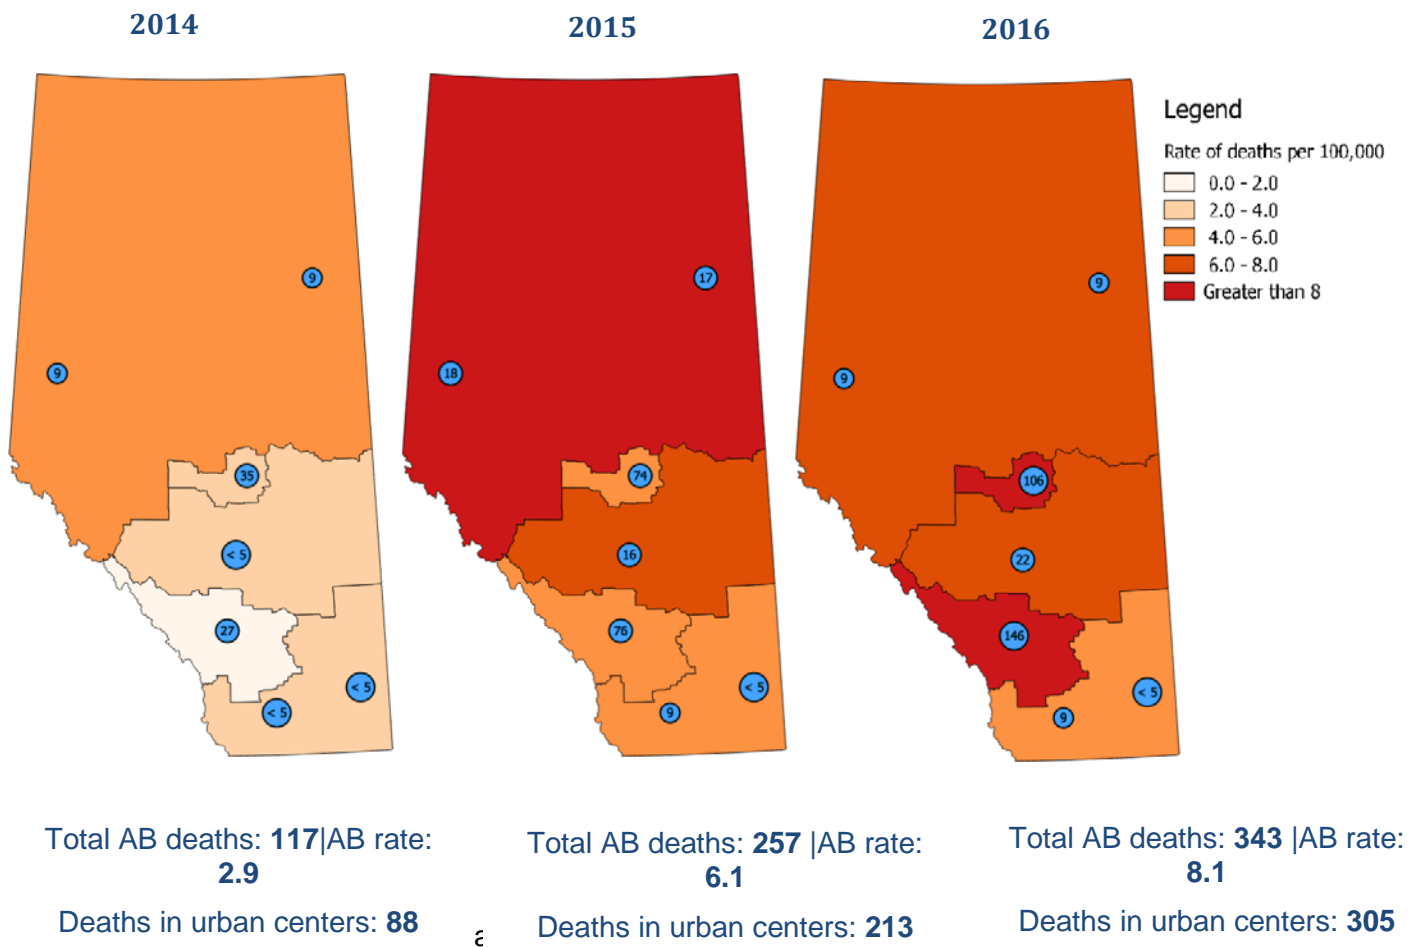 2014
2015
2016
Legend
Rate of deaths per 100,000
0.0 - 2.0
2.0 - 4.0
4.0 - 6.0
6.0 - 8.0
Greater than 8
9
9
35
< 5
27
< 5
< 5
17
18
74
16
76
< 5
9
9
9
106
22
146
< 5
9
Total AB deaths: 117|AB rate:
2.9
Deaths in urban centers: 88
Total AB deaths: 257 |AB rate:
6.1
Deaths in urban centers: 213
Total AB deaths: 343 |AB rate:
8.1
Deaths in urban centers: 305